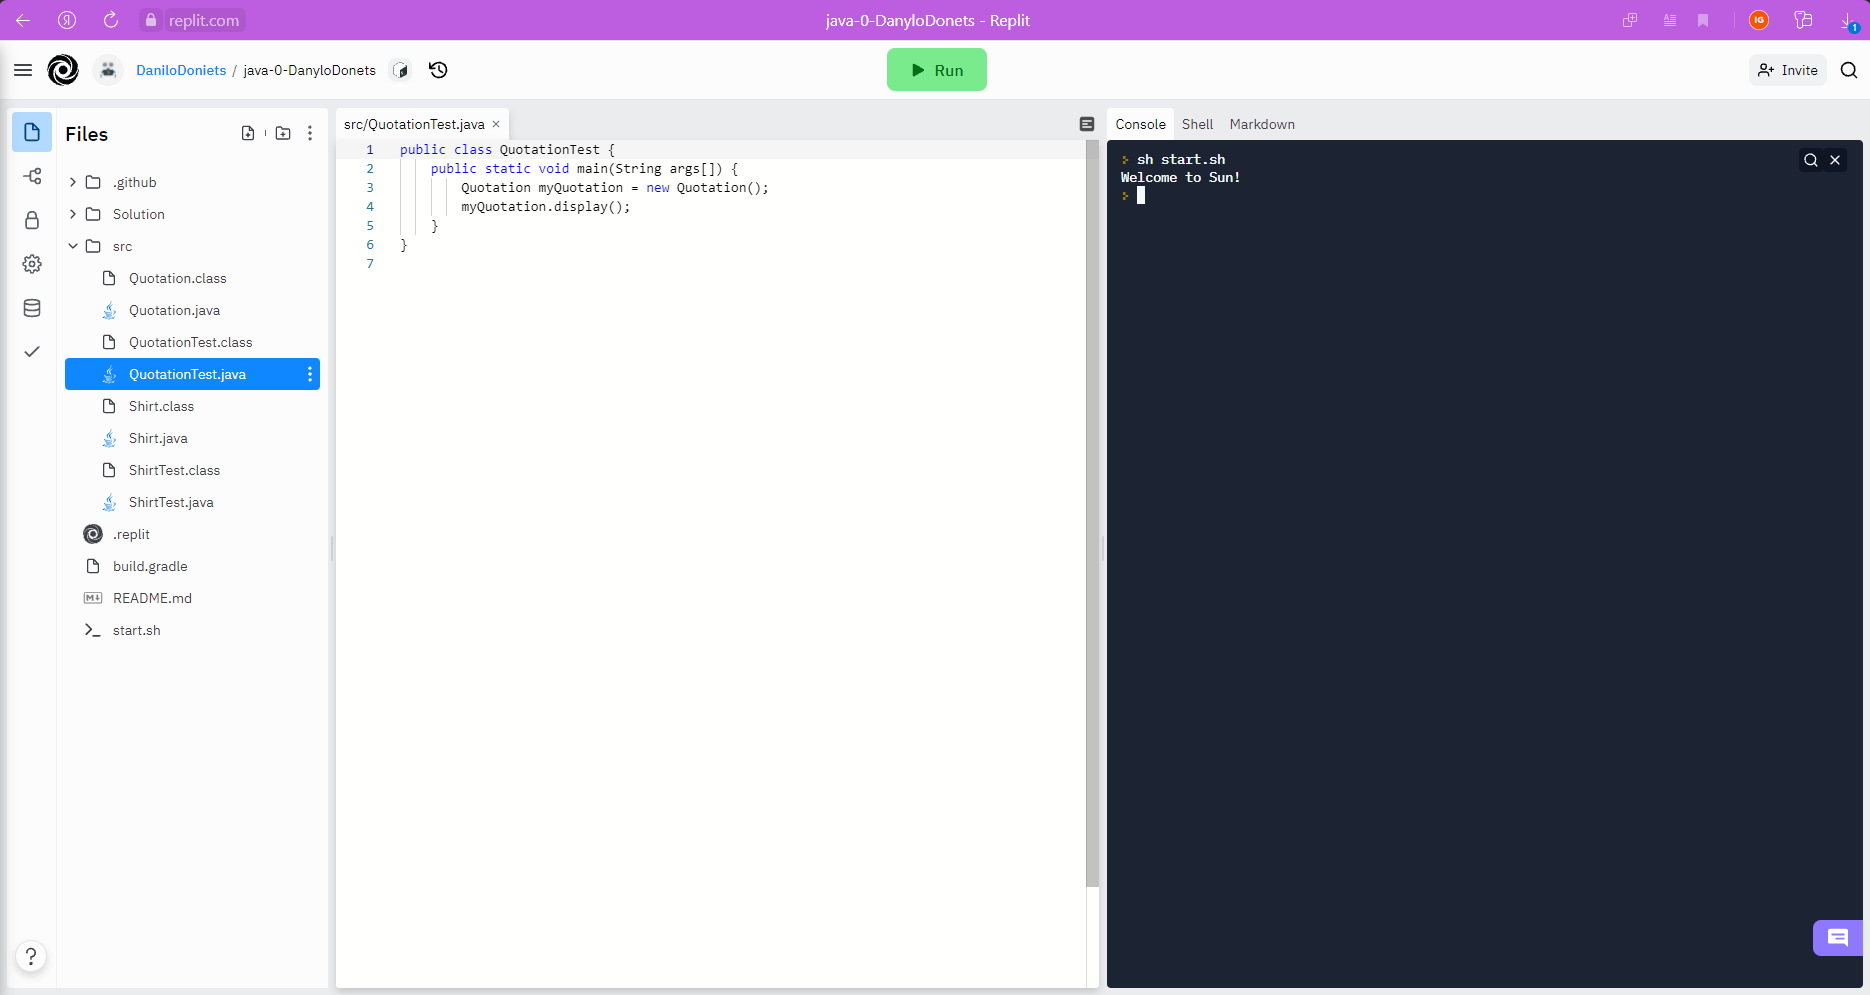 replit.com
java-0-DanyloDonets - Replit
IG
1
DaniloDoniets / java-0-DanyloDonets
Run
Invite
Files
.github
Solution
src
Quotation.class
Quotation.java
QuotationTest.class
QuotationTest.java
Shirt.class
Shirt.java
ShirtTest.class
ShirtTest.java
.replit
build.gradle
M↓ README.md
start.sh
?
src/QuotationTest.java ×
1 public class QuotationTest {
2 public static void main(String args[]) {
3 Quotation myQuotation = new Quotation();
4 myQuotation.display();
5 }
6 }
7
Console Shell Markdown
sh start.sh
Welcome to Sun!